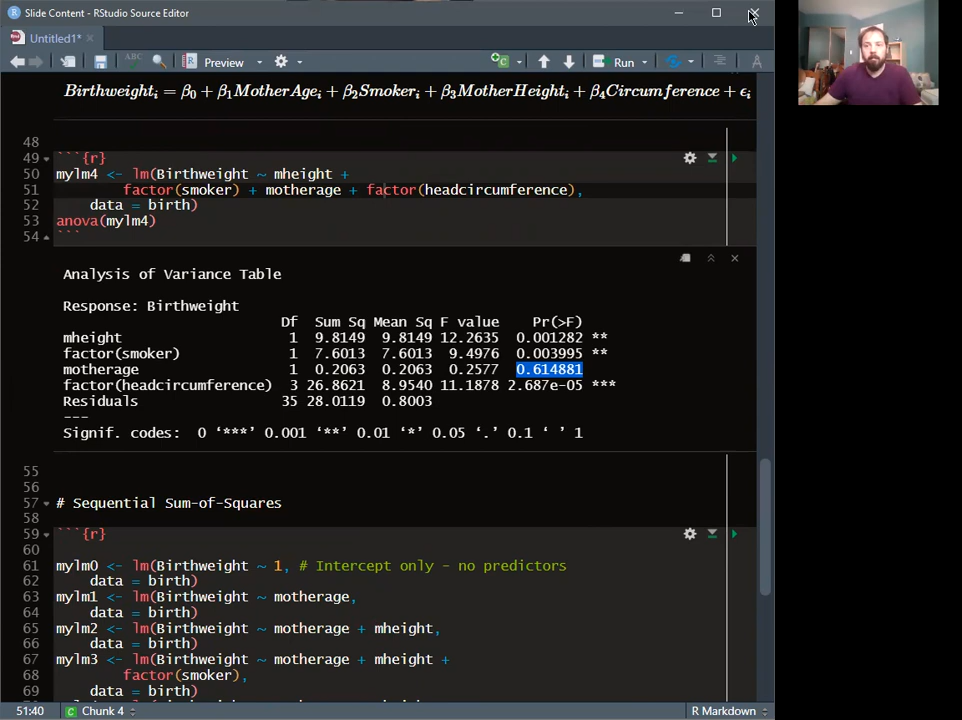 Slide Content - RStudio Source Editor
Untitled1*
ABC
Preview
Run
Birthweightᵢ = β₀ + β₁MotherAgeᵢ + β₂Smokerᵢ + β₃MotherHeightᵢ + β₄Circumference + ϵᵢ
48
49 ```{r}
50 mylm4 <- lm(Birthweight ~ mheight +
51 factor(smoker) + motherage + factor(headcircumference),
52 data = birth)
53 anova(mylm4)
54 ```
Analysis of Variance Table
Response: Birthweight
Df Sum Sq Mean Sq F value Pr(>F)
mheight 1 9.8149 9.8149 12.2635 0.001282 **
factor(smoker) 1 7.6013 7.6013 9.4976 0.003995 **
motherage 1 0.2063 0.2063 0.2577 0.614881
factor(headcircumference) 3 26.8621 8.9540 11.1878 2.687e-05 ***
Residuals 35 28.0119 0.8003
---
Signif. codes: 0 ‘***’ 0.001 ‘**’ 0.01 ‘*’ 0.05 ‘.’ 0.1 ‘ ’ 1
55
56
57 # Sequential Sum-of-Squares
58
59 ```{r}
60
61 mylm0 <- lm(Birthweight ~ 1, # Intercept only - no predictors
62 data = birth)
63 mylm1 <- lm(Birthweight ~ motherage,
64 data = birth)
65 mylm2 <- lm(Birthweight ~ motherage + mheight,
66 data = birth)
67 mylm3 <- lm(Birthweight ~ motherage + mheight +
68 factor(smoker),
69 data = birth)
51:40 Chunk 4 R Markdown